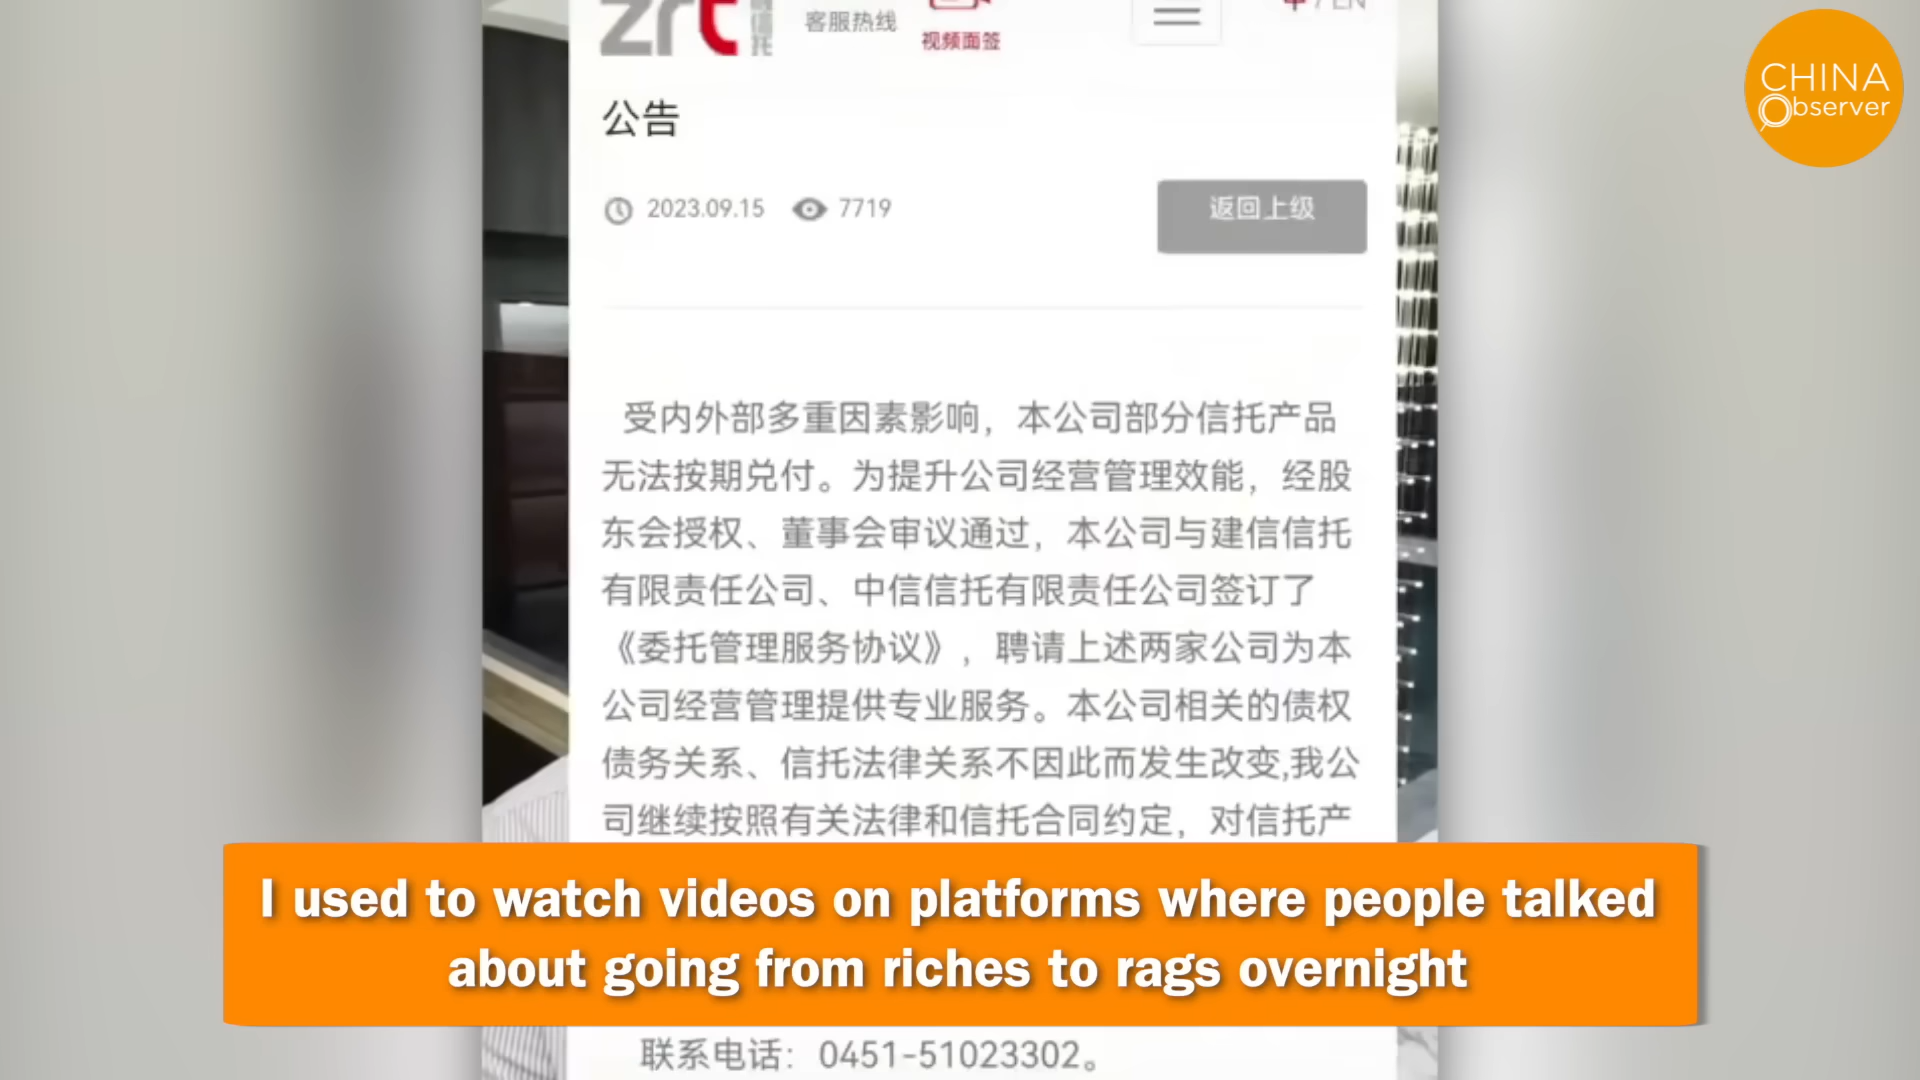 zrt
融信托
客服热线
视频面签
中 / EN
CHINA
Observer
公告
2023.09.15 7719
返回上级
受内外部多重因素影响，本公司部分信托产品
无法按期兑付。为提升公司经营管理效能，经股
东会授权、董事会审议通过，本公司与建信信托
有限责任公司、中信信托有限责任公司签订了
《委托管理服务协议》，聘请上述两家公司为本
公司经营管理提供专业服务。本公司相关的债权
债务关系、信托法律关系不因此而发生改变,我公
司继续按照有关法律和信托合同约定，对信托产
I used to watch videos on platforms where people talked
about going from riches to rags overnight
联系电话：0451-51023302。